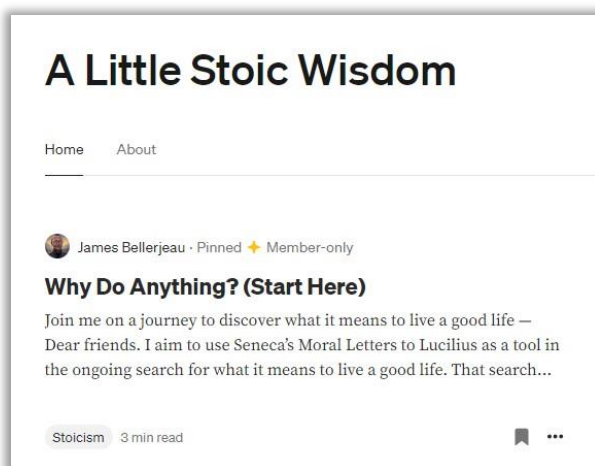 A Little Stoic Wisdom
Home About
James Bellerjeau · Pinned Member-only
Why Do Anything? (Start Here)
Join me on a journey to discover what it means to live a good life —
Dear friends. I aim to use Seneca’s Moral Letters to Lucilius as a tool in
the ongoing search for what it means to live a good life. That search…
Stoicism 3 min read